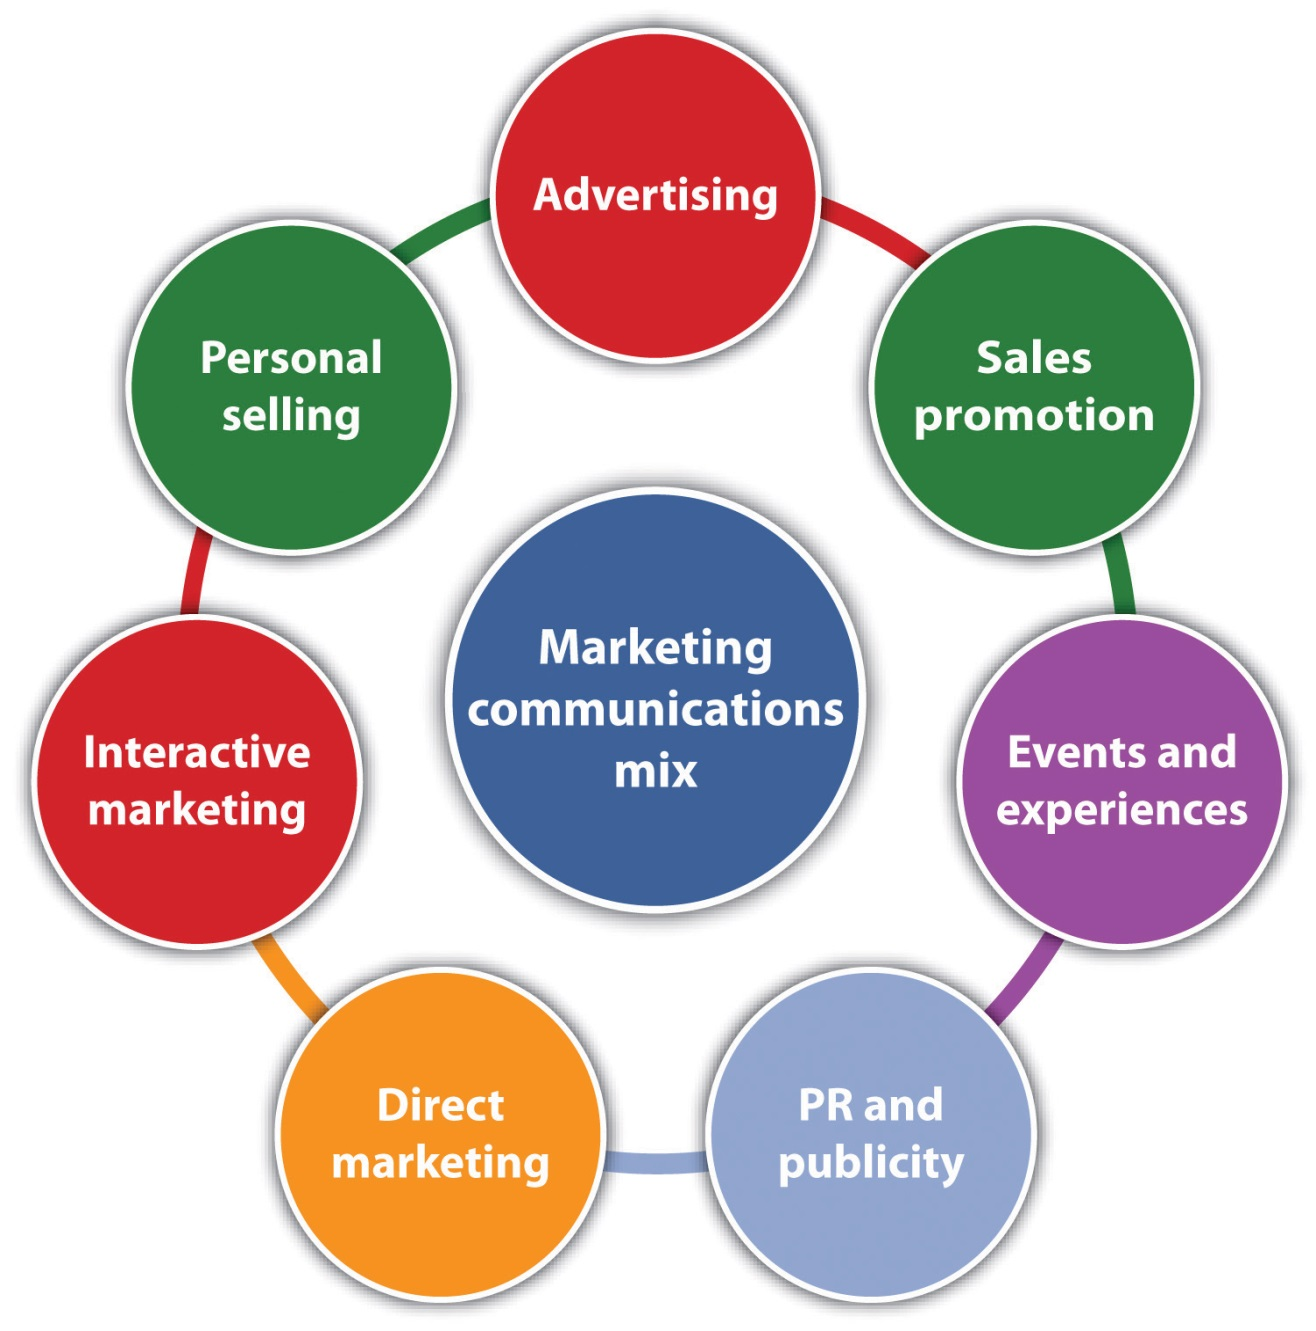 Advertising
Sales
promotion
Events and
experiences
PR and
publicity
Direct
marketing
Interactive
marketing
Personal
selling
Marketing
communications
mix